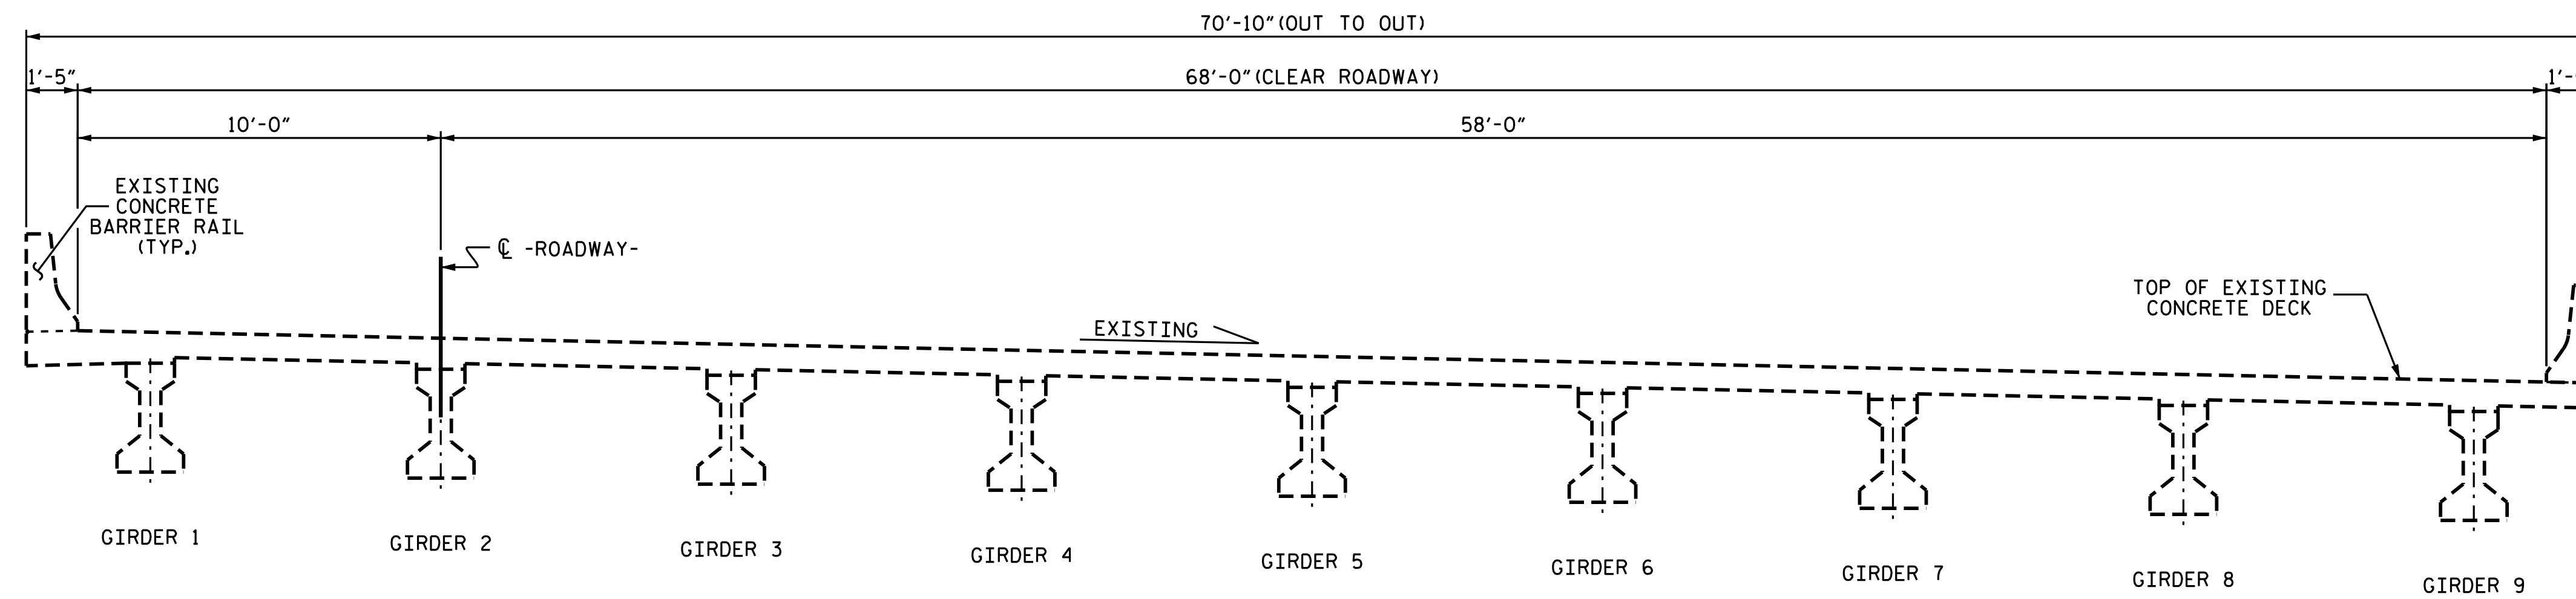 70'-10"(OUT TO OUT)
1'-5"
68'-0"(CLEAR ROADWAY)
1'-
10'-0"
58'-0"
EXISTING
CONCRETE
BARRIER RAIL
(TYP.)
℄ -ROADWAY-
EXISTING
TOP OF EXISTING
CONCRETE DECK
GIRDER 1
GIRDER 2
GIRDER 3
GIRDER 4
GIRDER 5
GIRDER 6
GIRDER 7
GIRDER 8
GIRDER 9